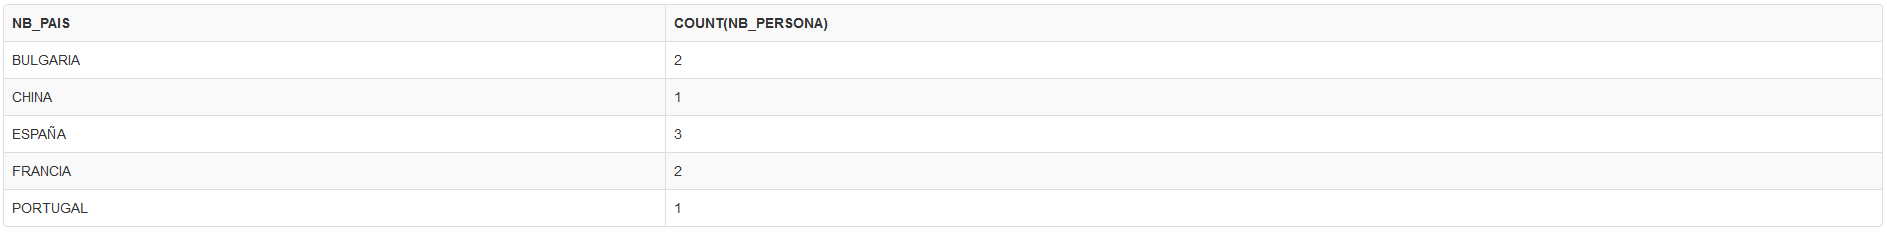 NB_PAIS COUNT(NB_PERSONA)
BULGARIA 2
CHINA 1
ESPAÑA 3
FRANCIA 2
PORTUGAL 1